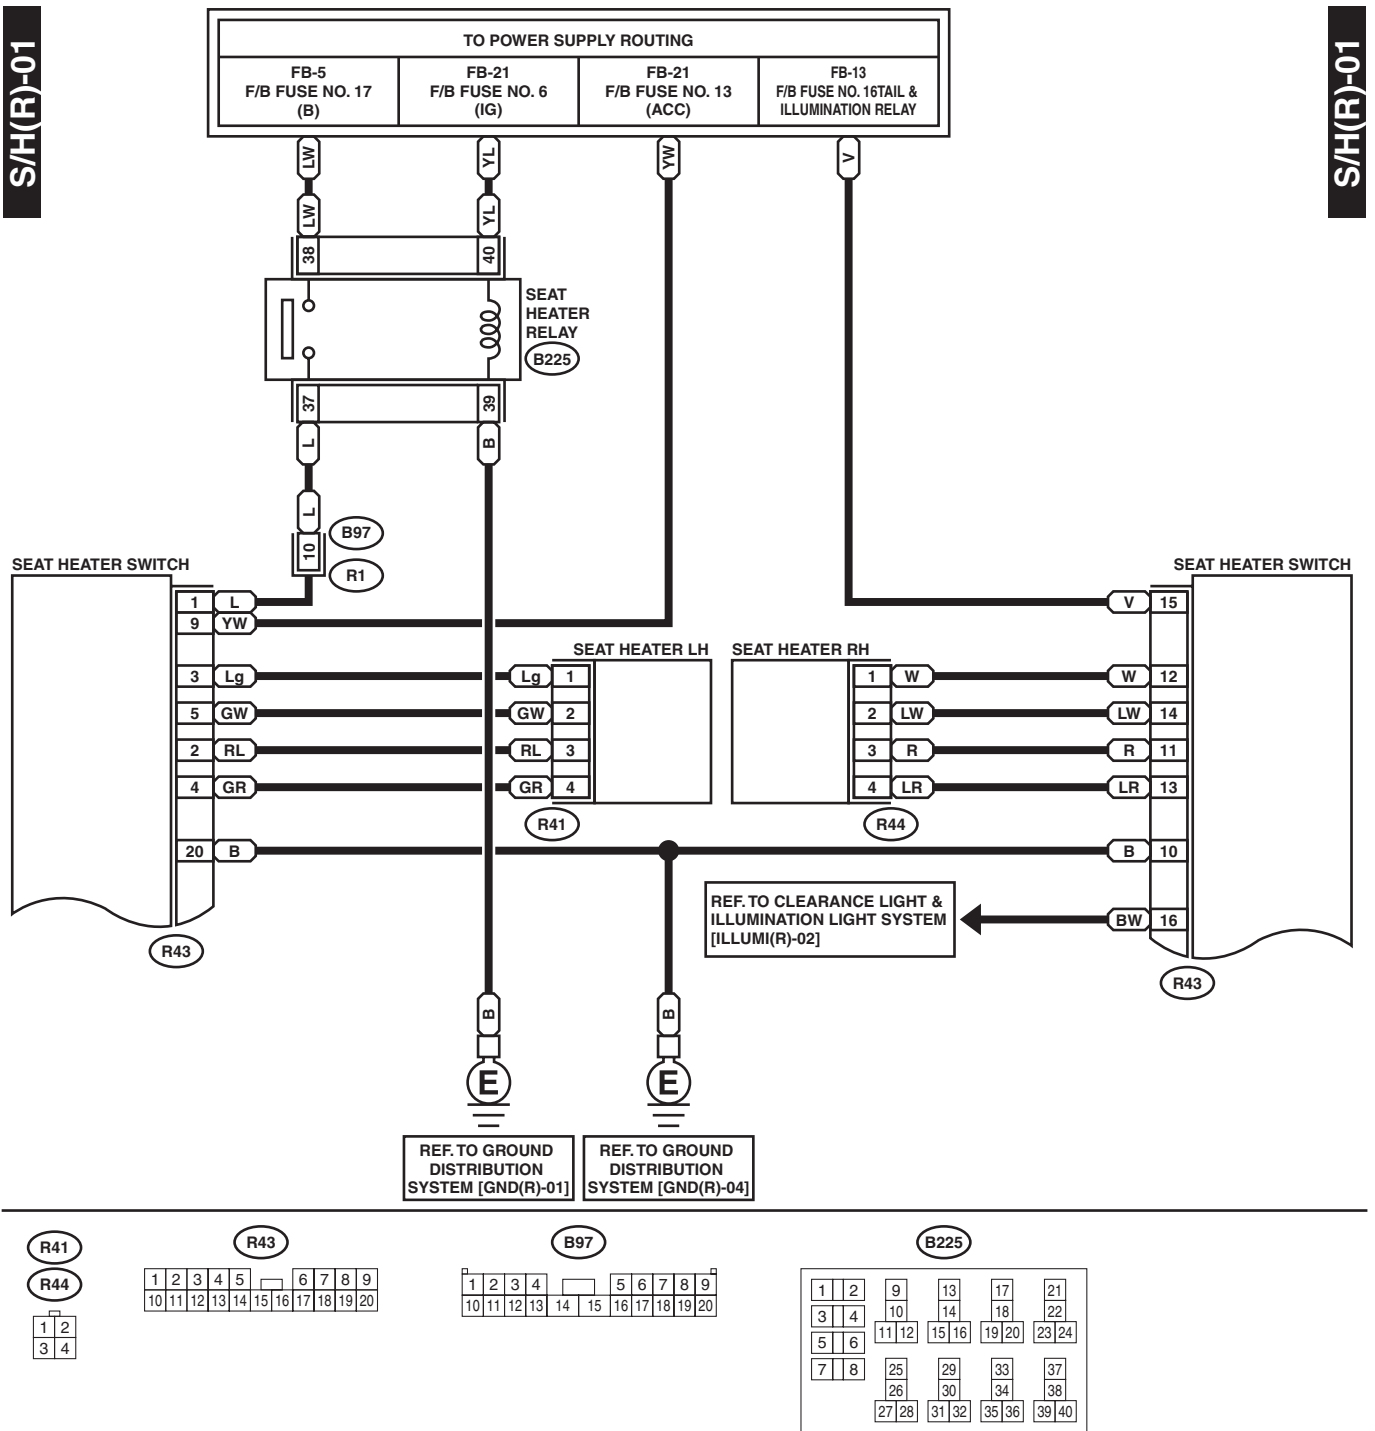 S/H(R)-01
S/H(R)-01
TO POWER SUPPLY ROUTING
FB-5
F/B FUSE NO. 17
(B)
FB-21
F/B FUSE NO. 6
(IG)
FB-21
F/B FUSE NO. 13
(ACC)
FB-13
F/B FUSE NO. 16TAIL &
ILLUMINATION RELAY
LW
YL
YW
V
LW
YL
38
40
SEAT
HEATER
RELAY
B225
37
39
L
B
L
10
B97
R1
SEAT HEATER SWITCH
1 L
9 YW
3 Lg
5 GW
2 RL
4 GR
20 B
R43
SEAT HEATER LH
Lg 1
GW 2
RL 3
GR 4
R41
SEAT HEATER RH
1 W
2 LW
3 R
4 LR
R44
SEAT HEATER SWITCH
V 15
W 12
LW 14
R 11
LR 13
B 10
BW 16
R43
REF. TO CLEARANCE LIGHT &
ILLUMINATION LIGHT SYSTEM
[ILLUMI(R)-02]
B
B
E
E
REF. TO GROUND
DISTRIBUTION
SYSTEM [GND(R)-01]
REF. TO GROUND
DISTRIBUTION
SYSTEM [GND(R)-04]
R41
R44
1 2
3 4
R43
1 2 3 4 5 6 7 8 9
10 11 12 13 14 15 16 17 18 19 20
B97
1 2 3 4 5 6 7 8 9
10 11 12 13 14 15 16 17 18 19 20
B225
1 2
3 4
5 6
7 8
9
10
11 12
13
14
15 16
17
18
19 20
21
22
23 24
25
26
27 28
29
30
31 32
33
34
35 36
37
38
39 40